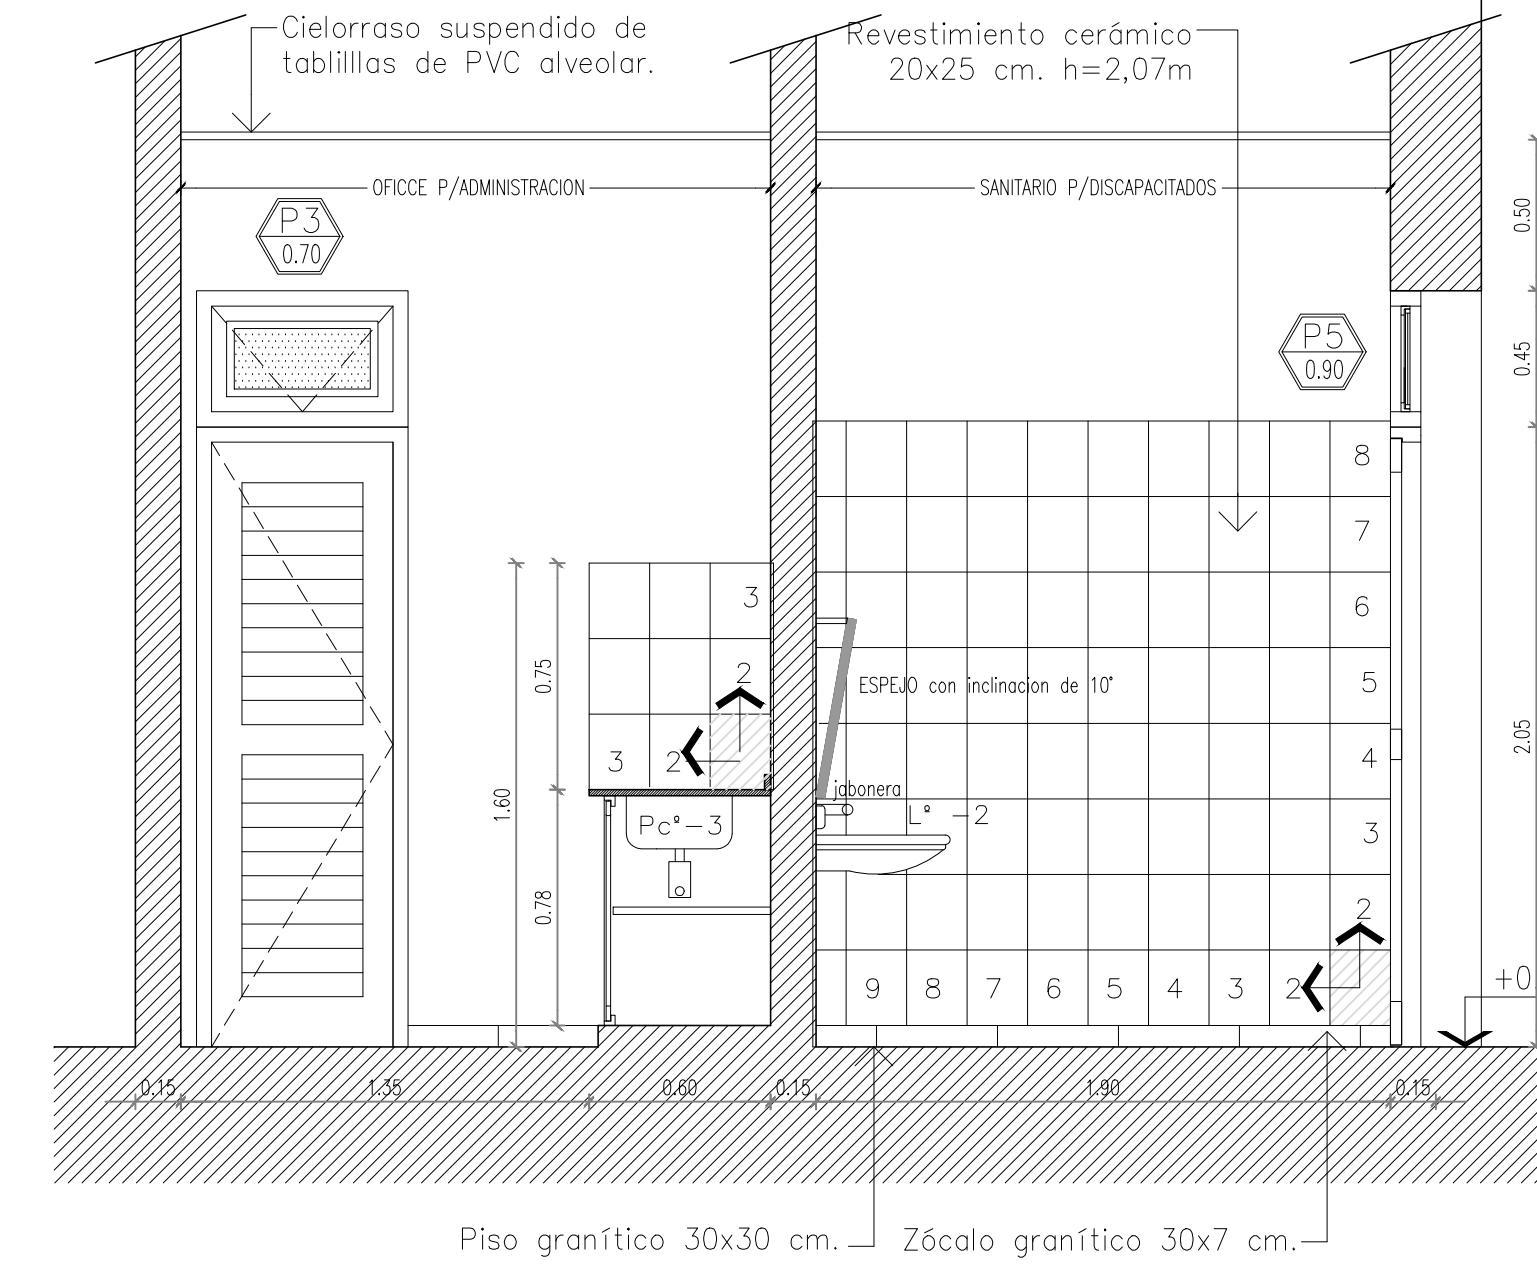 Cielorraso suspendido de
tablilllas de PVC alveolar.
Revestimiento cerámico
20x25 cm. h=2,07m
OFICCE P/ADMINISTRACION
SANITARIO P/DISCAPACITADOS
P3
0.70
P5
0.90
0.50
0.45
2.05
8
7
6
5
4
3
2
9 8 7 6 5 4 3 2
ESPEJO con inclinacion de 10°
jabonera
Lº -2
3
2
3 2
Pcº-3
0.75
1.60
0.78
+0
0.15 1.35 0.60 0.15 1.90 0.15
Piso granítico 30x30 cm.
Zócalo granítico 30x7 cm.